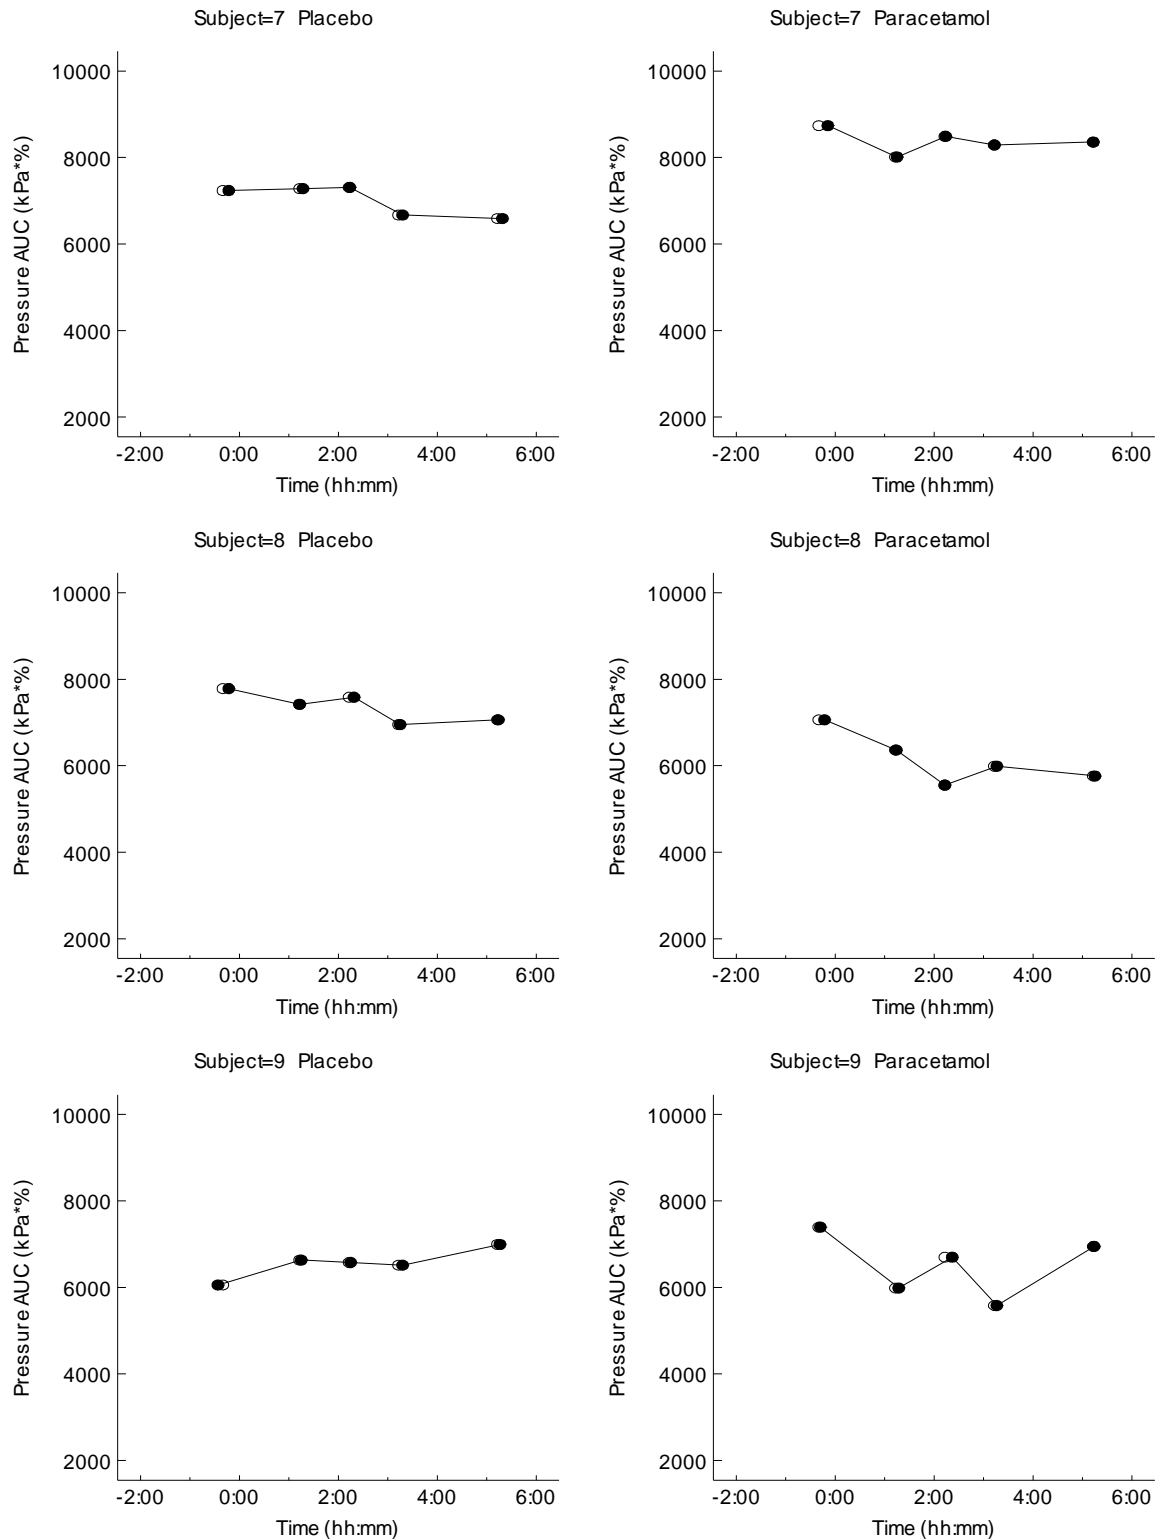 Subject=7 Placebo
Subject=7 Paracetamol
10000
8000
6000
4000
2000
Pressure AUC (kPa*%)
-2:00 0:00 2:00 4:00 6:00
Time (hh:mm)
10000
8000
6000
4000
2000
Pressure AUC (kPa*%)
-2:00 0:00 2:00 4:00 6:00
Time (hh:mm)
Subject=8 Placebo
Subject=8 Paracetamol
10000
8000
6000
4000
2000
Pressure AUC (kPa*%)
-2:00 0:00 2:00 4:00 6:00
Time (hh:mm)
10000
8000
6000
4000
2000
Pressure AUC (kPa*%)
-2:00 0:00 2:00 4:00 6:00
Time (hh:mm)
Subject=9 Placebo
Subject=9 Paracetamol
10000
8000
6000
4000
2000
Pressure AUC (kPa*%)
-2:00 0:00 2:00 4:00 6:00
Time (hh:mm)
10000
8000
6000
4000
2000
Pressure AUC (kPa*%)
-2:00 0:00 2:00 4:00 6:00
Time (hh:mm)